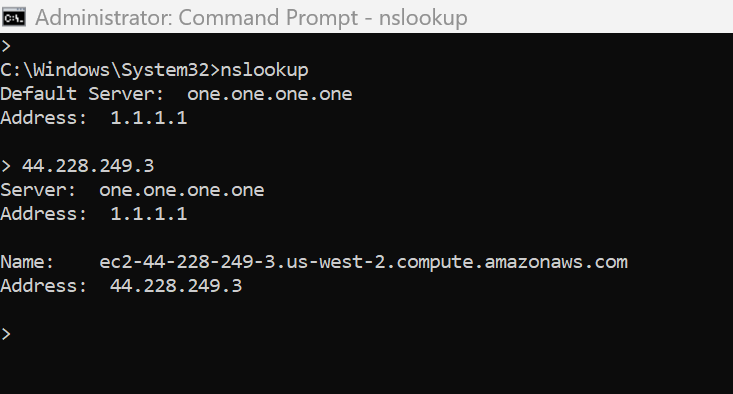 Administrator: Command Prompt - nslookup
>
C:\Windows\System32>nslookup
Default Server:  one.one.one.one
Address:  1.1.1.1
> 44.228.249.3
Server:  one.one.one.one
Address:  1.1.1.1
Name:    ec2-44-228-249-3.us-west-2.compute.amazonaws.com
Address:  44.228.249.3
>